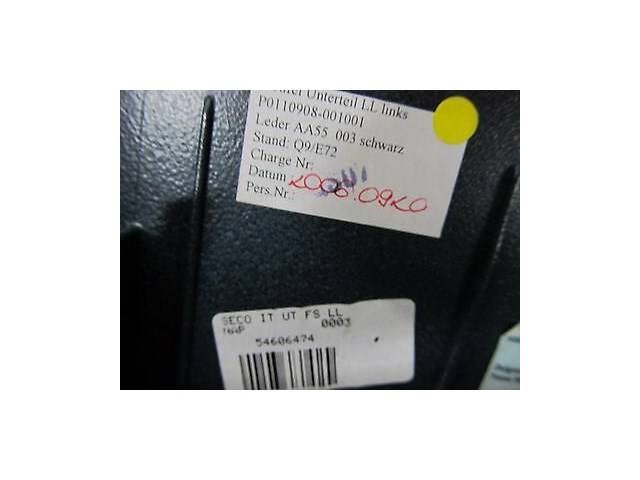 Unterteil LL links
P0110908-001001
Leder AA55 003 schwarz
Stand: Q9/E72
Charge Nr:
Datum
Pers.Nr.:
SECO IT UT FS LL
0003
54606474